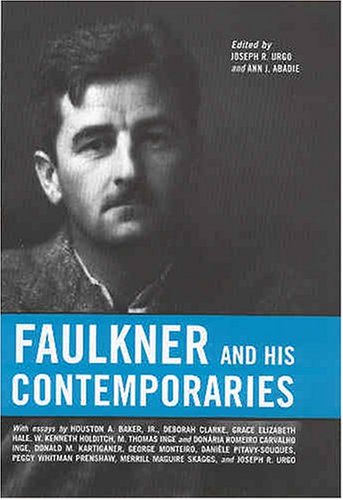 Edited by
JOSEPH R. URGO
and ANN J. ABADIE
FAULKNER AND HIS
CONTEMPORARIES
With essays by HOUSTON A. BAKER, JR., DEBORAH CLARKE, GRACE ELIZABETH
HALE, W. KENNETH HOLDITCH, M. THOMAS INGE and DONÁRIA ROMEIRO CARVALHO
INGE, DONALD M. KARTIGANER, GEORGE MONTEIRO, DANIÈLE PITAVY-SOUQUES,
PEGGY WHITMAN PRENSHAW, MERRILL MAGUIRE SKAGGS, and JOSEPH R. URGO